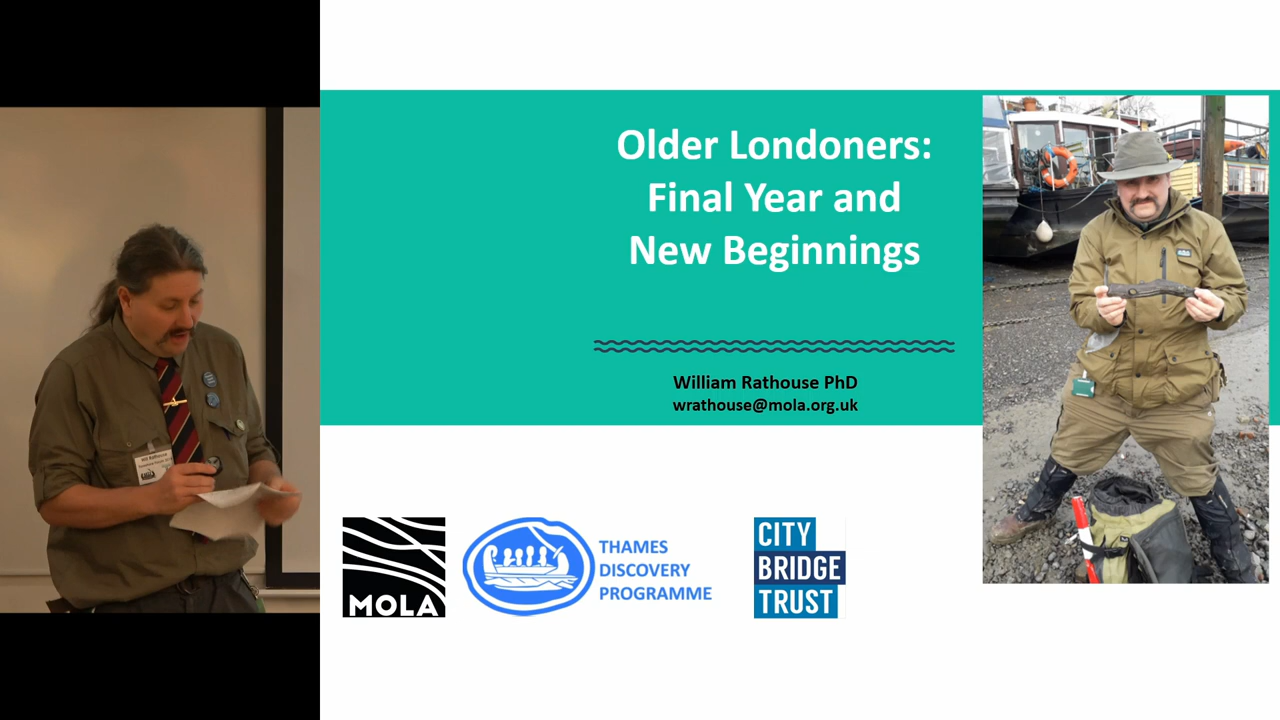 Older Londoners:
Final Year and
New Beginnings
William Rathouse PhD
wrathouse@mola.org.uk
MOLA
THAMES
DISCOVERY
PROGRAMME
CITY
BRIDGE
TRUST